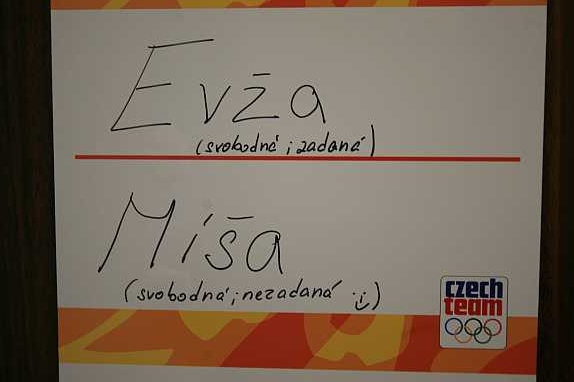 Evža
(svobodná; zadaná)
Míša
(svobodná; nezadaná :))
czech
team